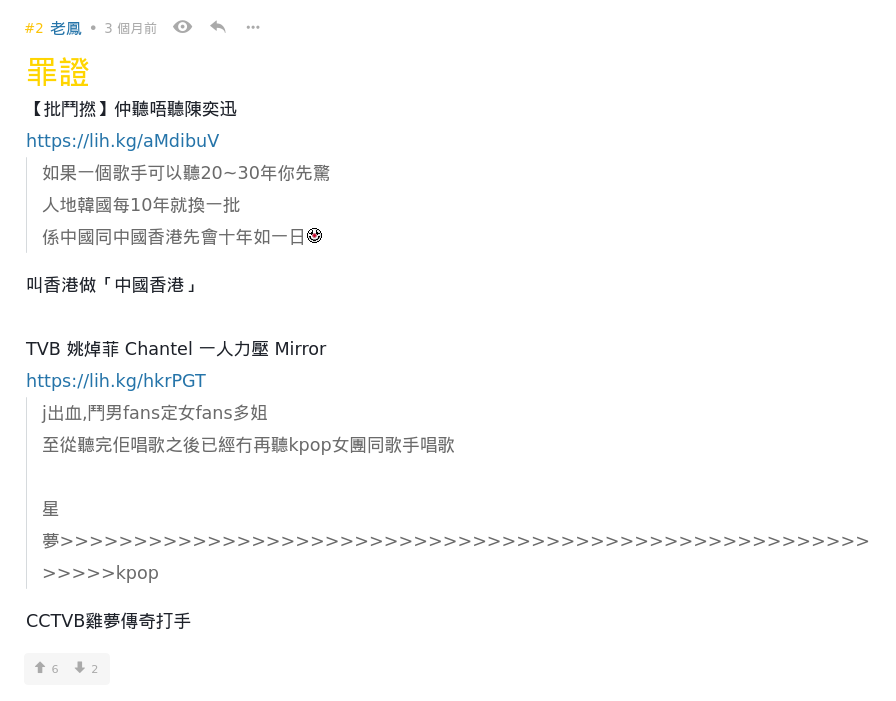 #2 老鳳 • 3 個月前
罪證
【批鬥撚】仲聽唔聽陳奕迅
https://lih.kg/aMdibuV
如果一個歌手可以聽20~30年你先驚
人地韓國每10年就換一批
係中國同中國香港先會十年如一日
叫香港做「中國香港」
TVB 姚焯菲 Chantel 一人力壓 Mirror
https://lih.kg/hkrPGT
j出血,鬥男fans定女fans多姐
至從聽完佢唱歌之後已經冇再聽kpop女團同歌手唱歌
星
夢>>>>>>>>>>>>>>>>>>>>>>>>>>>>>>>>>>>>>>>>>>>>>>>>>>>>>>>
>>>>>kpop
CCTVB雞夢傳奇打手
6 2